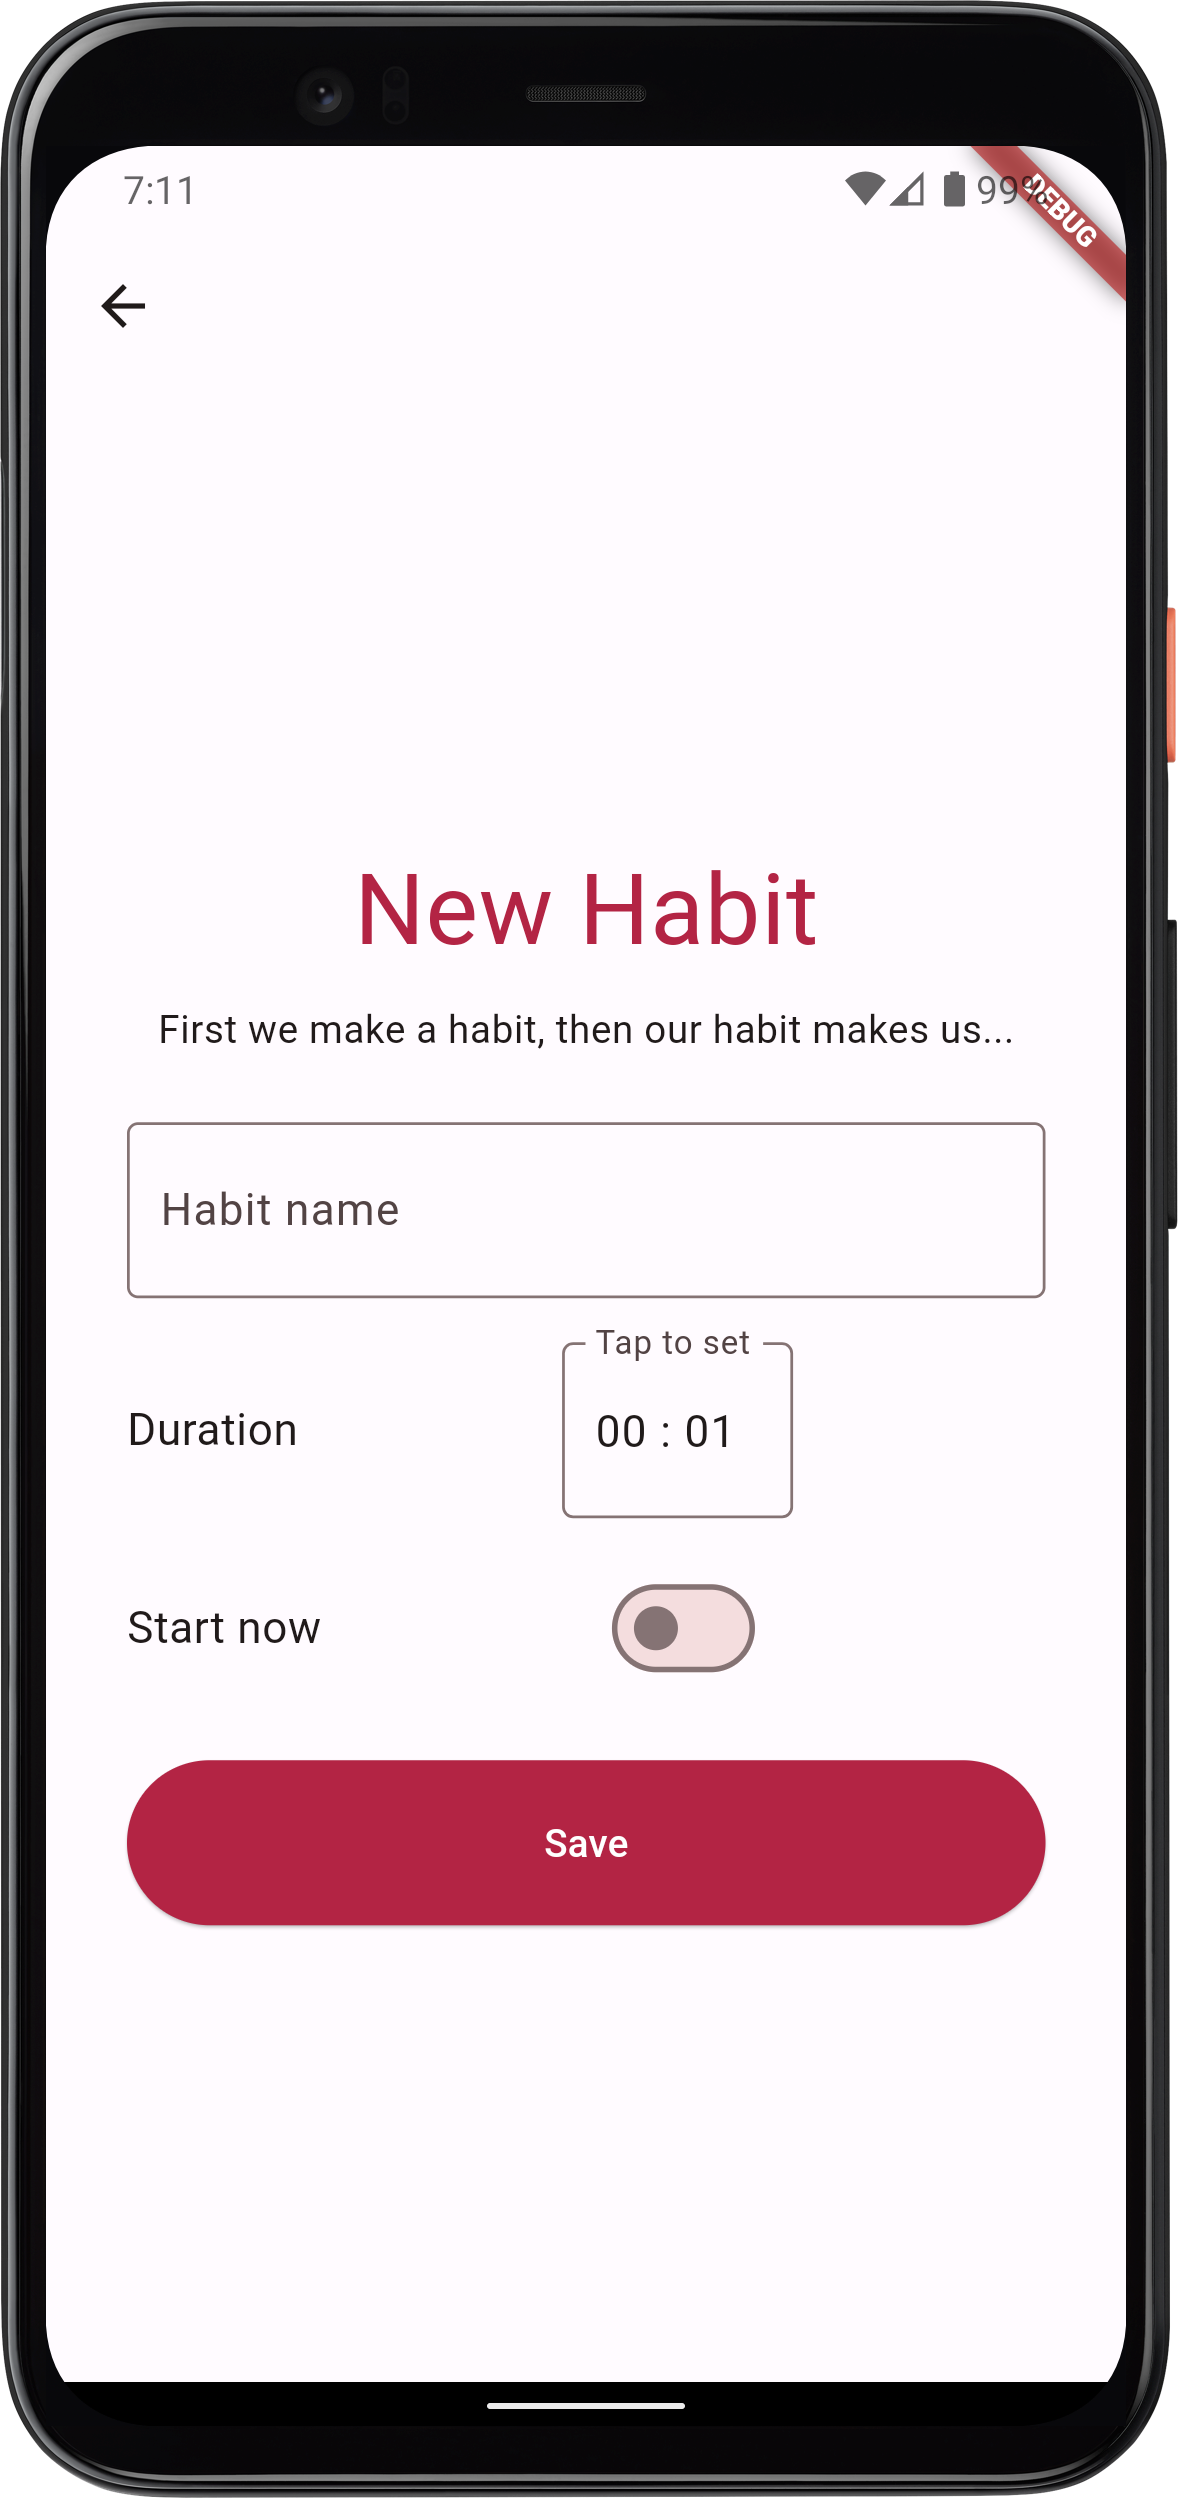 7:11
99%
DEBUG
New Habit
First we make a habit, then our habit makes us...
Habit name
Tap to set
Duration
00 : 01
Start now
Save